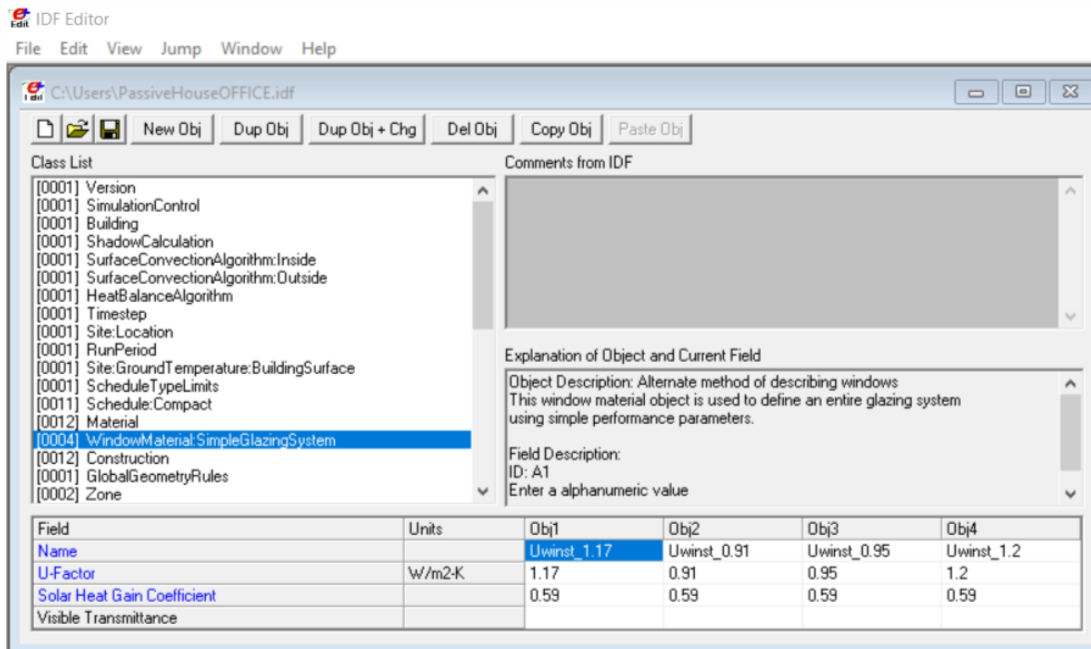 IDF Editor
File Edit View Jump Window Help
C:\Users\PassiveHouseOFFICE.idf
New Obj Dup Obj Dup Obj + Chg Del Obj Copy Obj Paste Obj
Class List
[0001] Version
[0001] SimulationControl
[0001] Building
[0001] ShadowCalculation
[0001] SurfaceConvectionAlgorithm:Inside
[0001] SurfaceConvectionAlgorithm:Outside
[0001] HeatBalanceAlgorithm
[0001] Timestep
[0001] Site:Location
[0001] RunPeriod
[0001] Site:GroundTemperature:BuildingSurface
[0001] ScheduleTypeLimits
[0011] Schedule:Compact
[0012] Material
[0004] WindowMaterial:SimpleGlazingSystem
[0012] Construction
[0001] GlobalGeometryRules
[0002] Zone
Comments from IDF
Explanation of Object and Current Field
Object Description: Alternate method of describing windows
This window material object is used to define an entire glazing system
using simple performance parameters.
Field Description:
ID: A1
Enter a alphanumeric value
Field Units Obj1 Obj2 Obj3 Obj4
Name Uwinst_1.17 Uwinst_0.91 Uwinst_0.95 Uwinst_1.2
U-Factor W/m2-K 1.17 0.91 0.95 1.2
Solar Heat Gain Coefficient 0.59 0.59 0.59 0.59
Visible Transmittance